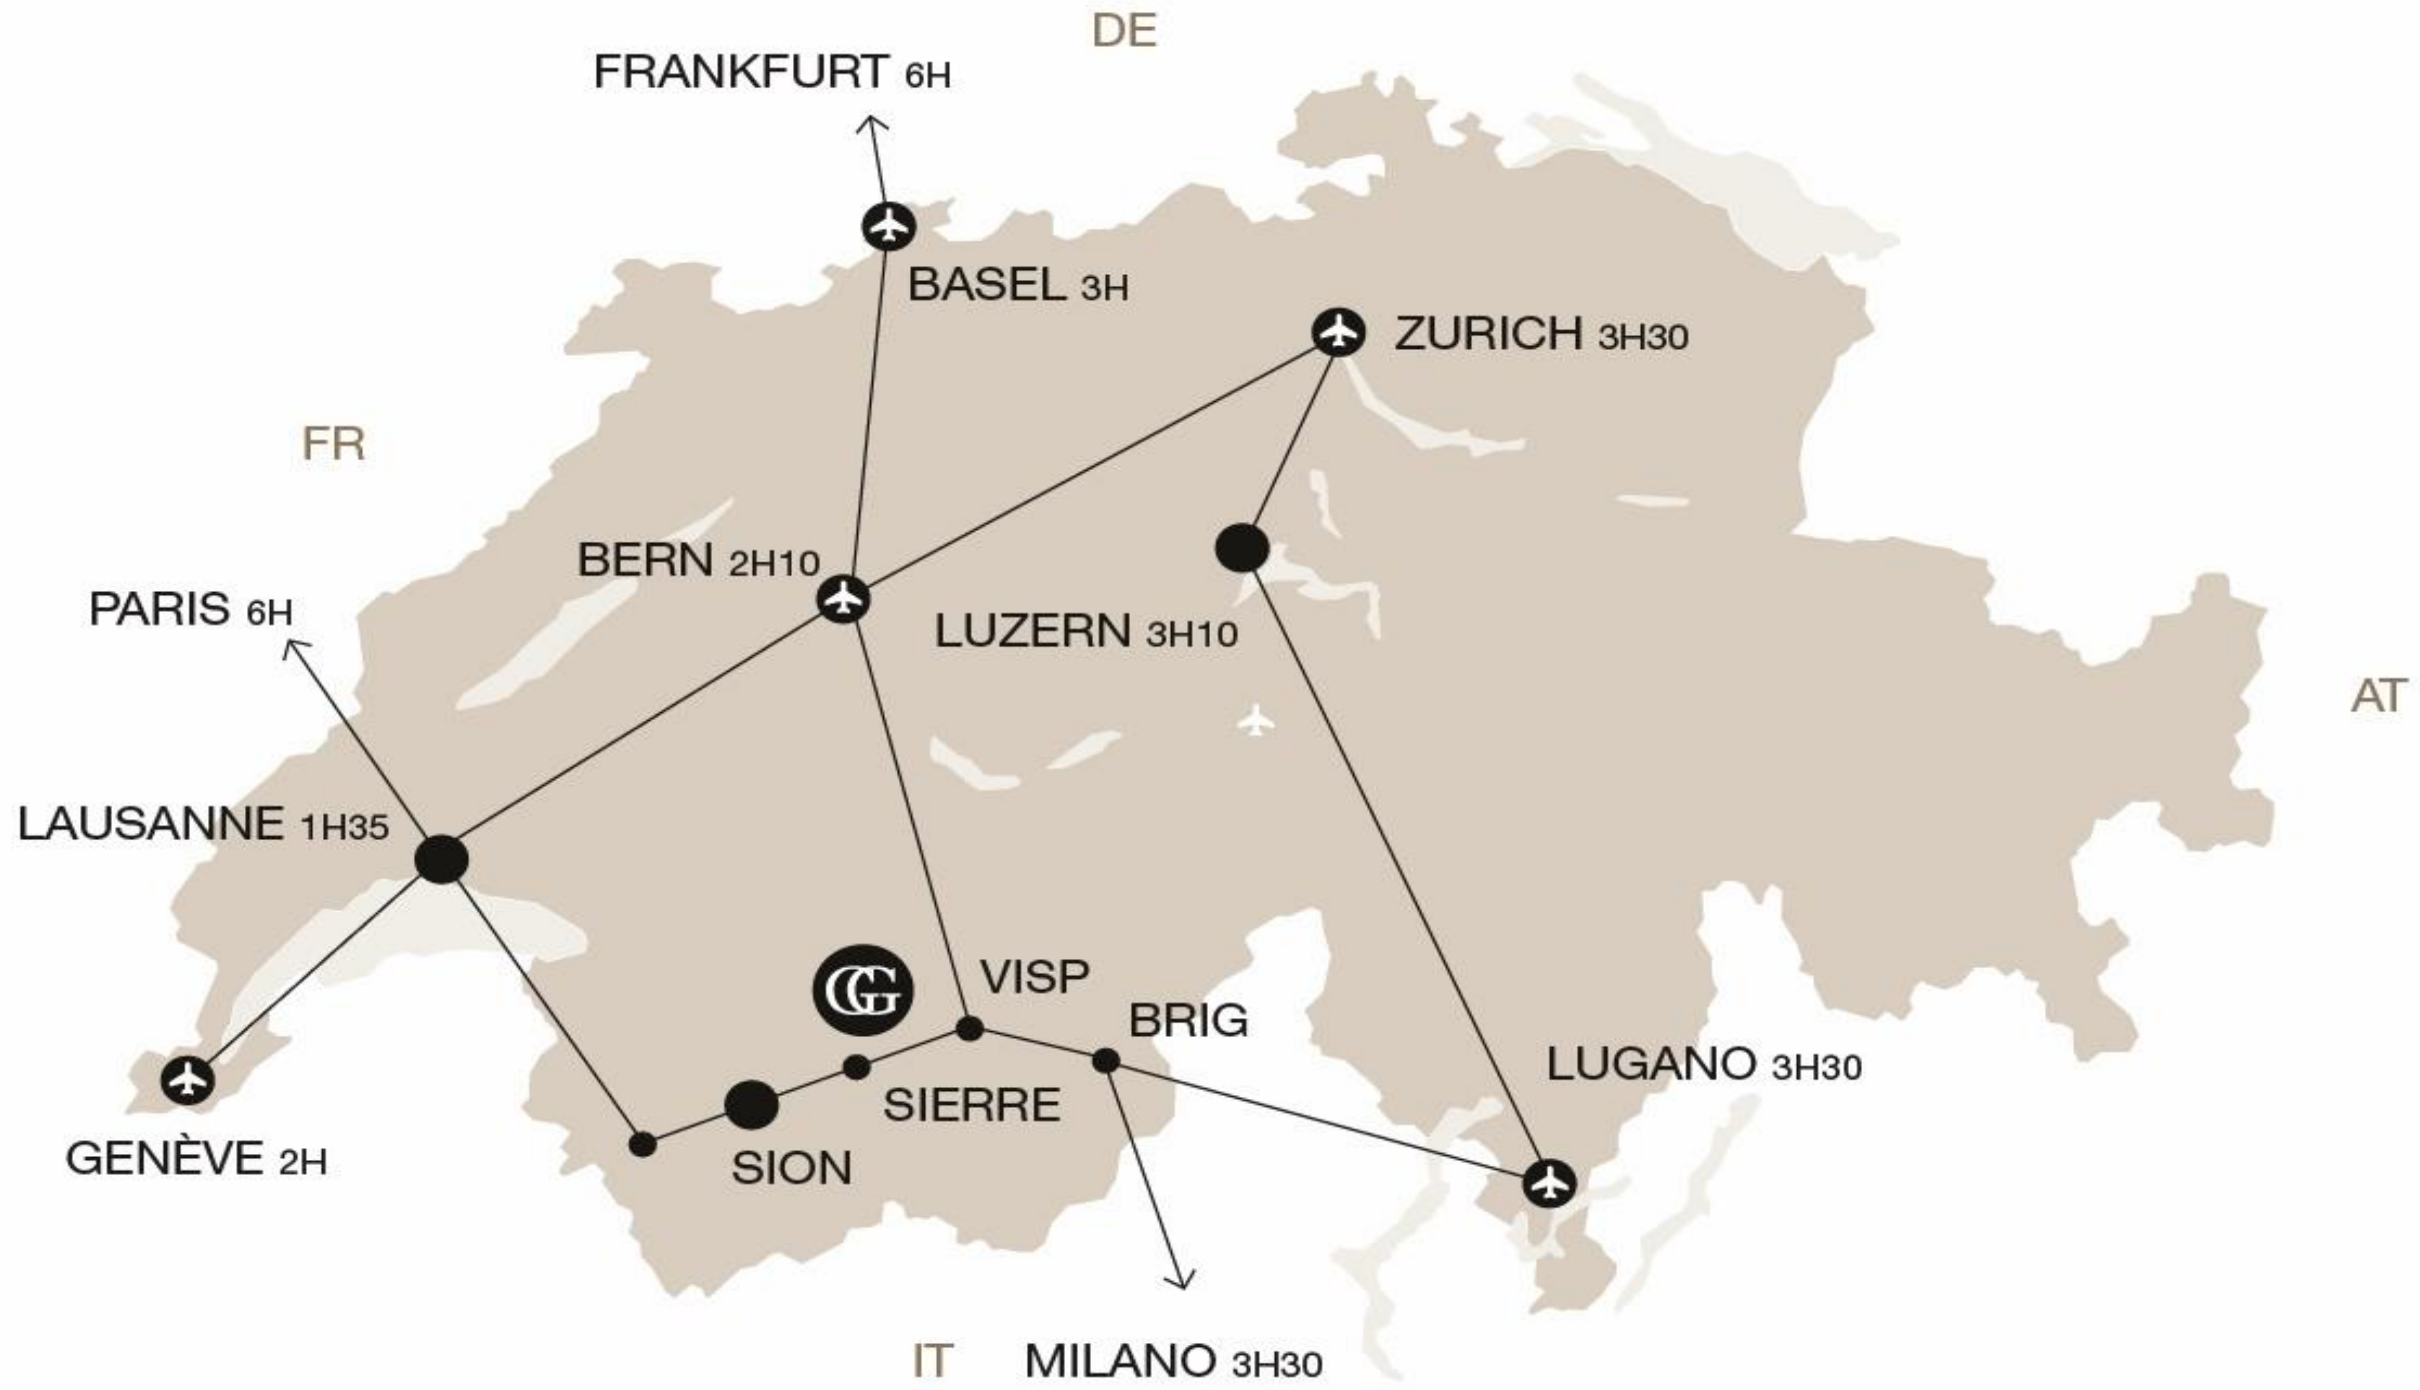 DE
FRANKFURT 6H
BASEL 3H
ZURICH 3H30
FR
BERN 2H10
PARIS 6H
LUZERN 3H10
AT
LAUSANNE 1H35
VISP
BRIG
LUGANO 3H30
SIERRE
GENÈVE 2H
SION
IT
MILANO 3H30